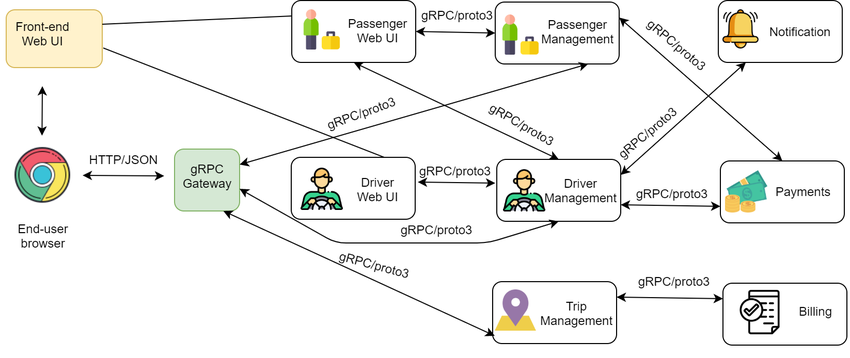 Front-end
Web UI
Passenger
Web UI
gRPC/proto3
Passenger
Management
gRPC/proto3
Notification
gRPC/proto3
gRPC/proto3
gRPC/proto3
HTTP/JSON
gRPC
Gateway
Driver
Web UI
gRPC/proto3
Driver
Management
gRPC/proto3
Payments
End-user
browser
gRPC/proto3
gRPC/proto3
Trip
Management
gRPC/proto3
Billing